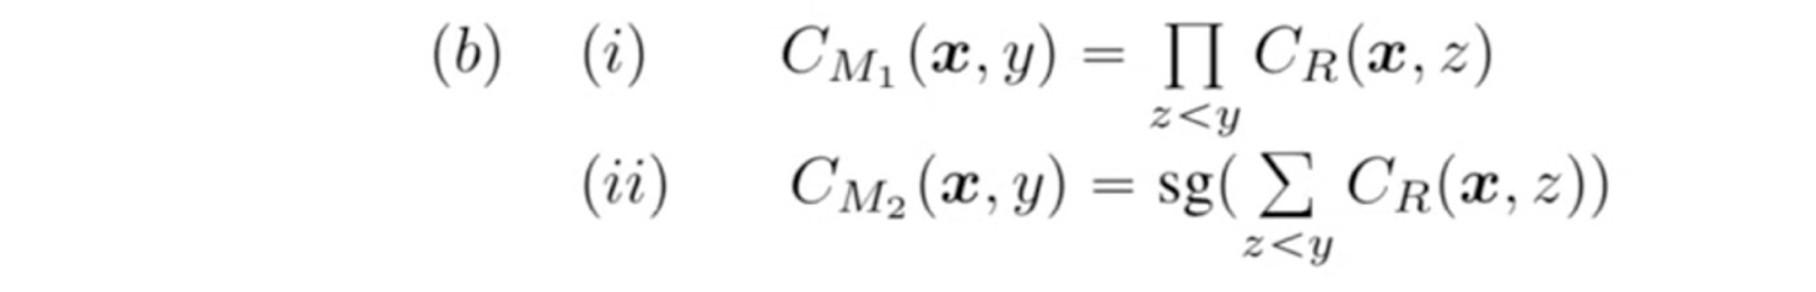 (b) (i) C_{M_1}(𝒙, y) = ∏_{z<y} C_R(𝒙, z)
(ii) C_{M_2}(𝒙, y) = sg(∑_{z<y} C_R(𝒙, z))